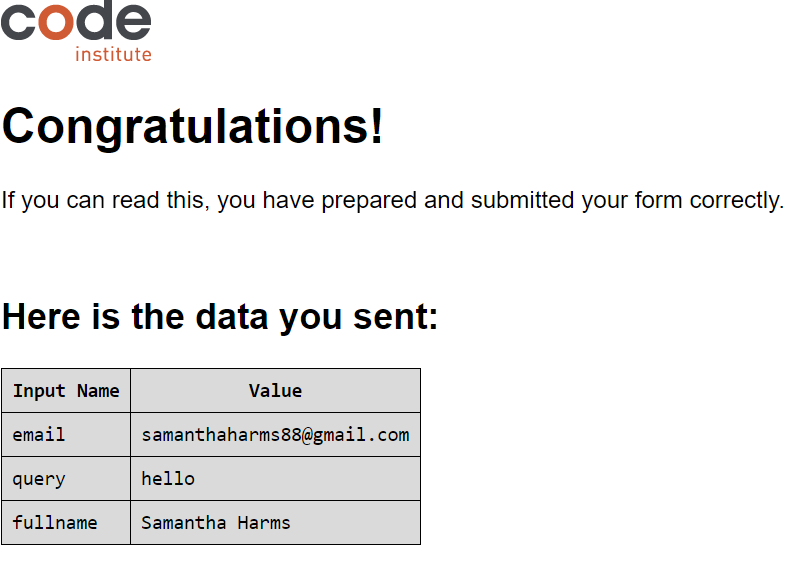 code
institute
Congratulations!
If you can read this, you have prepared and submitted your form correctly.
Here is the data you sent:
Input Name Value
email samanthaharms88@gmail.com
query hello
fullname Samantha Harms